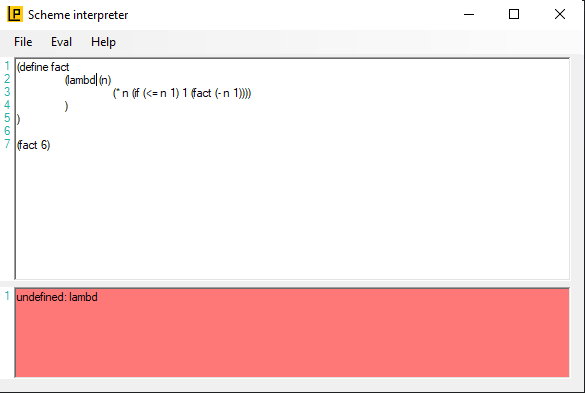 LP Scheme interpreter
File Eval Help
1 (define fact
2 (lambd (n)
3 (* n (if (<= n 1) 1 (fact (- n 1))))
4 )
5 )
6
7 (fact 6)
1 undefined: lambd